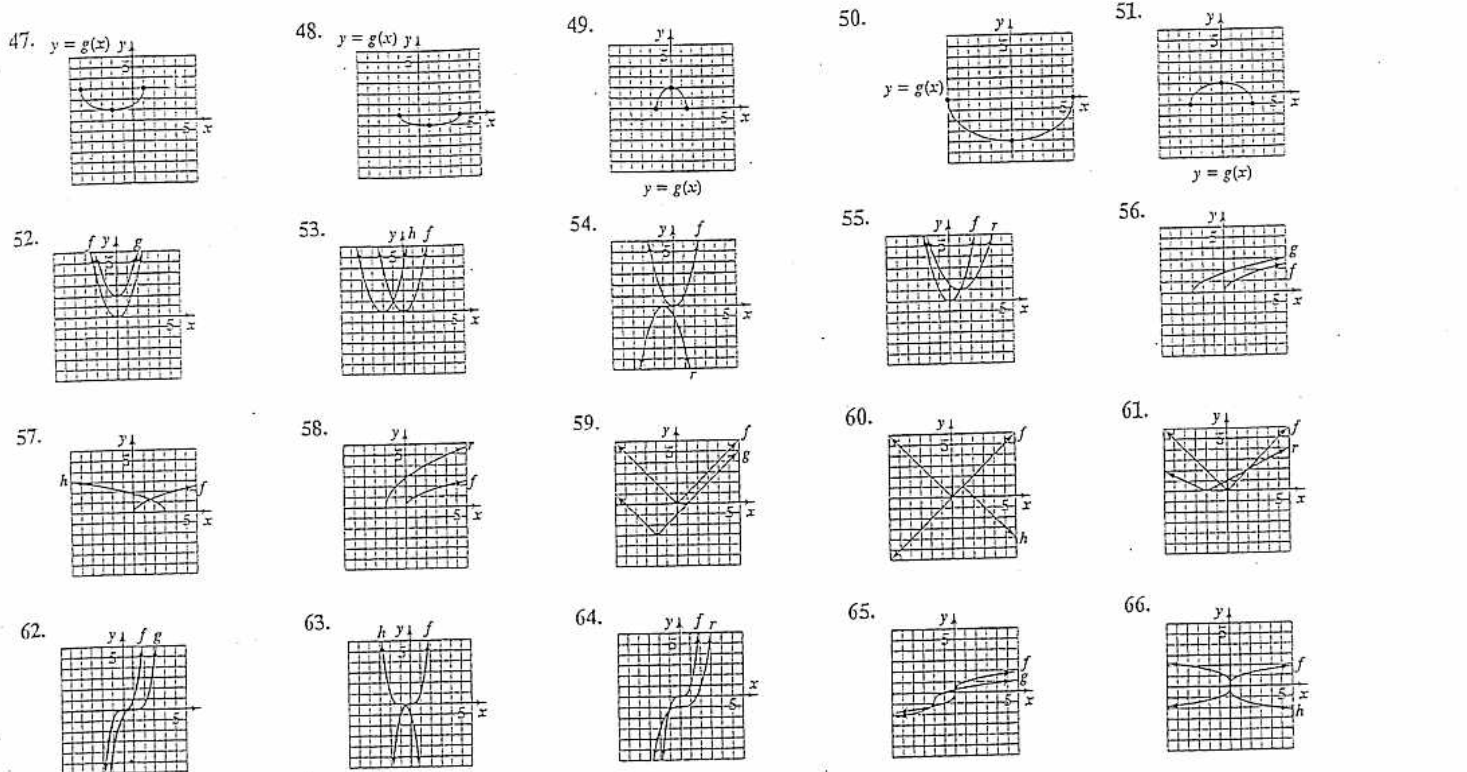 47. y = g(x) y 5 5 x
48. y = g(x) y 5 5 x
49. y 5 5 x y = g(x)
50. y 5 y = g(x) 5 x
51. y 5 5 x y = g(x)
52. f y g 5 5 x
53. y h f 5 5 x
54. y f 5 5 x r
55. y f r 5 5 x
56. y 5 g f 5 x
57. y 5 h f 5 x
58. y 5 r f 5 x
59. y f 5 g 5 x
60. y f 5 5 x h
61. y f 5 r 5 x
62. y f g 5 5
63. h y f 5 5 x
64. y f r 5 x 5
65. y 5 f g 5 x
66. y 5 f 5 x h